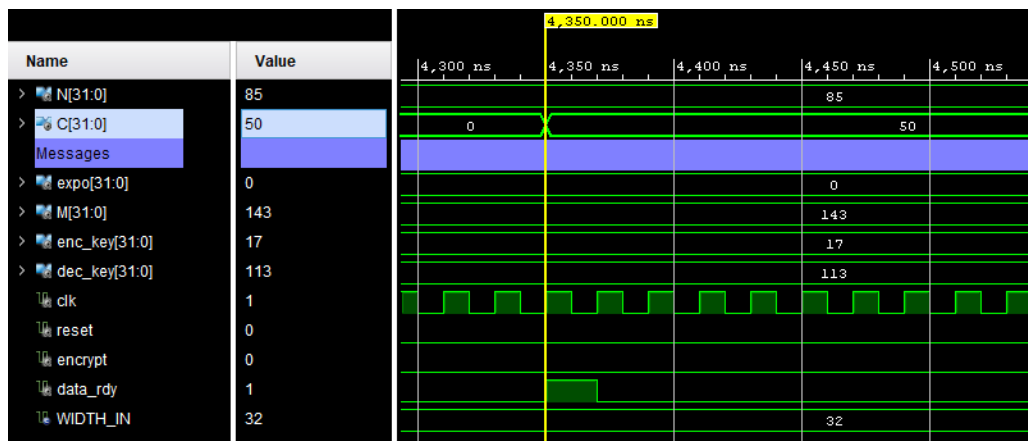 4,350.000 ns
Name Value 4,300 ns 4,350 ns 4,400 ns 4,450 ns 4,500 ns
N[31:0] 85 85
C[31:0] 50 0 50
Messages
expo[31:0] 0 0
M[31:0] 143 143
enc_key[31:0] 17 17
dec_key[31:0] 113 113
clk 1
reset 0
encrypt 0
data_rdy 1
WIDTH_IN 32 32